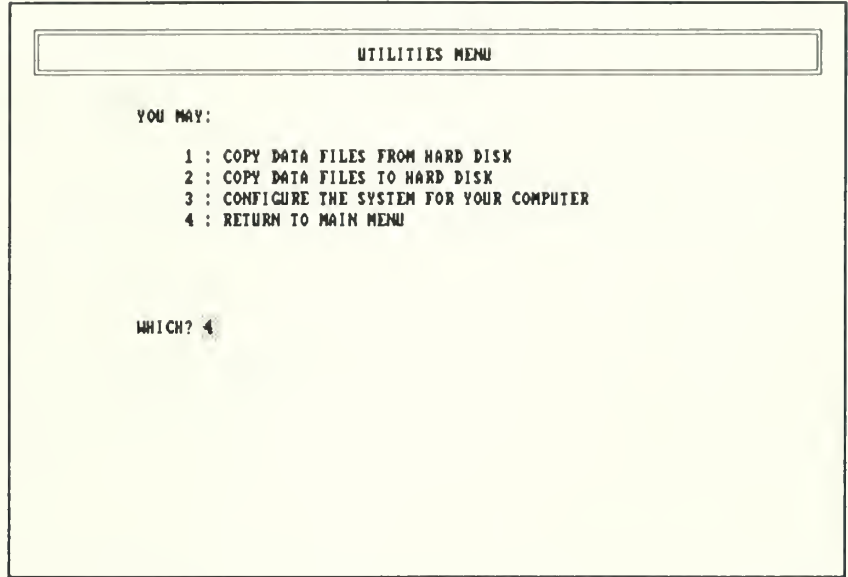 UTILITIES MENU
YOU MAY:
1 : COPY DATA FILES FROM HARD DISK
2 : COPY DATA FILES TO HARD DISK
3 : CONFIGURE THE SYSTEM FOR YOUR COMPUTER
4 : RETURN TO MAIN MENU
WHICH? 4